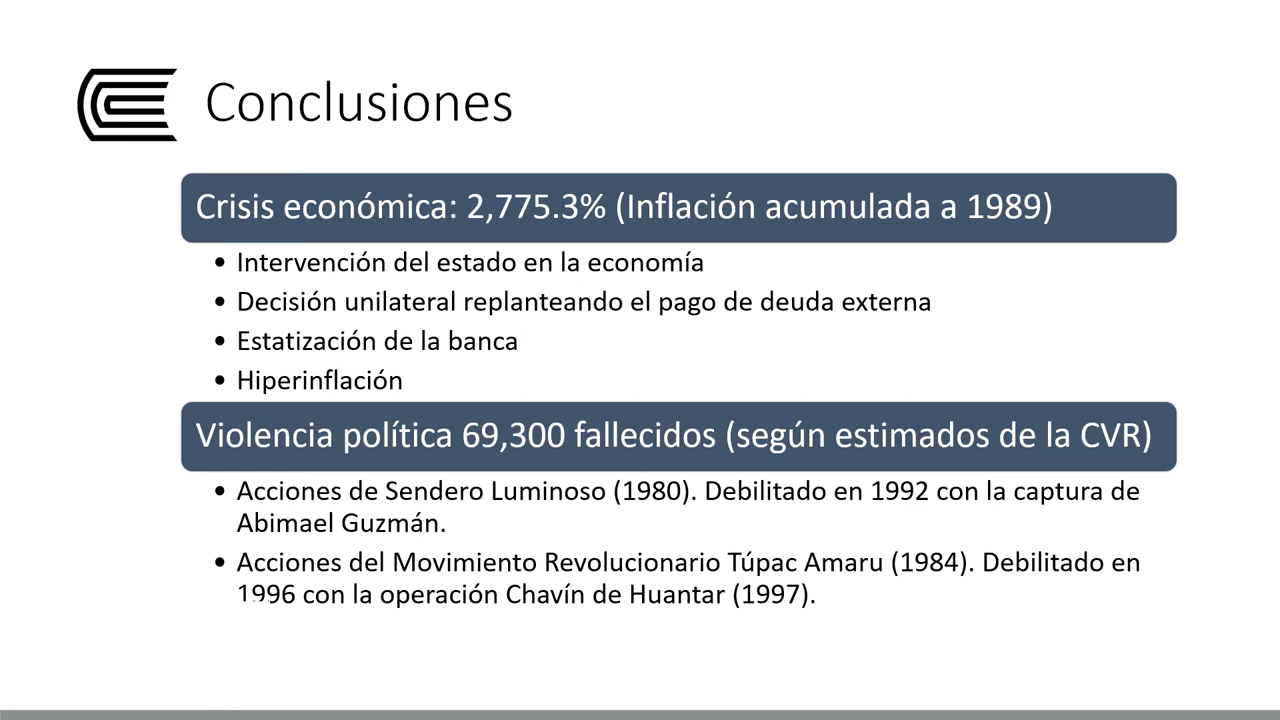 Conclusiones
Crisis económica: 2,775.3% (Inflación acumulada a 1989)
• Intervención del estado en la economía
• Decisión unilateral replanteando el pago de deuda externa
• Estatización de la banca
• Hiperinflación
Violencia política 69,300 fallecidos (según estimados de la CVR)
• Acciones de Sendero Luminoso (1980). Debilitado en 1992 con la captura de
Abimael Guzmán.
• Acciones del Movimiento Revolucionario Túpac Amaru (1984). Debilitado en
1996 con la operación Chavín de Huantar (1997).